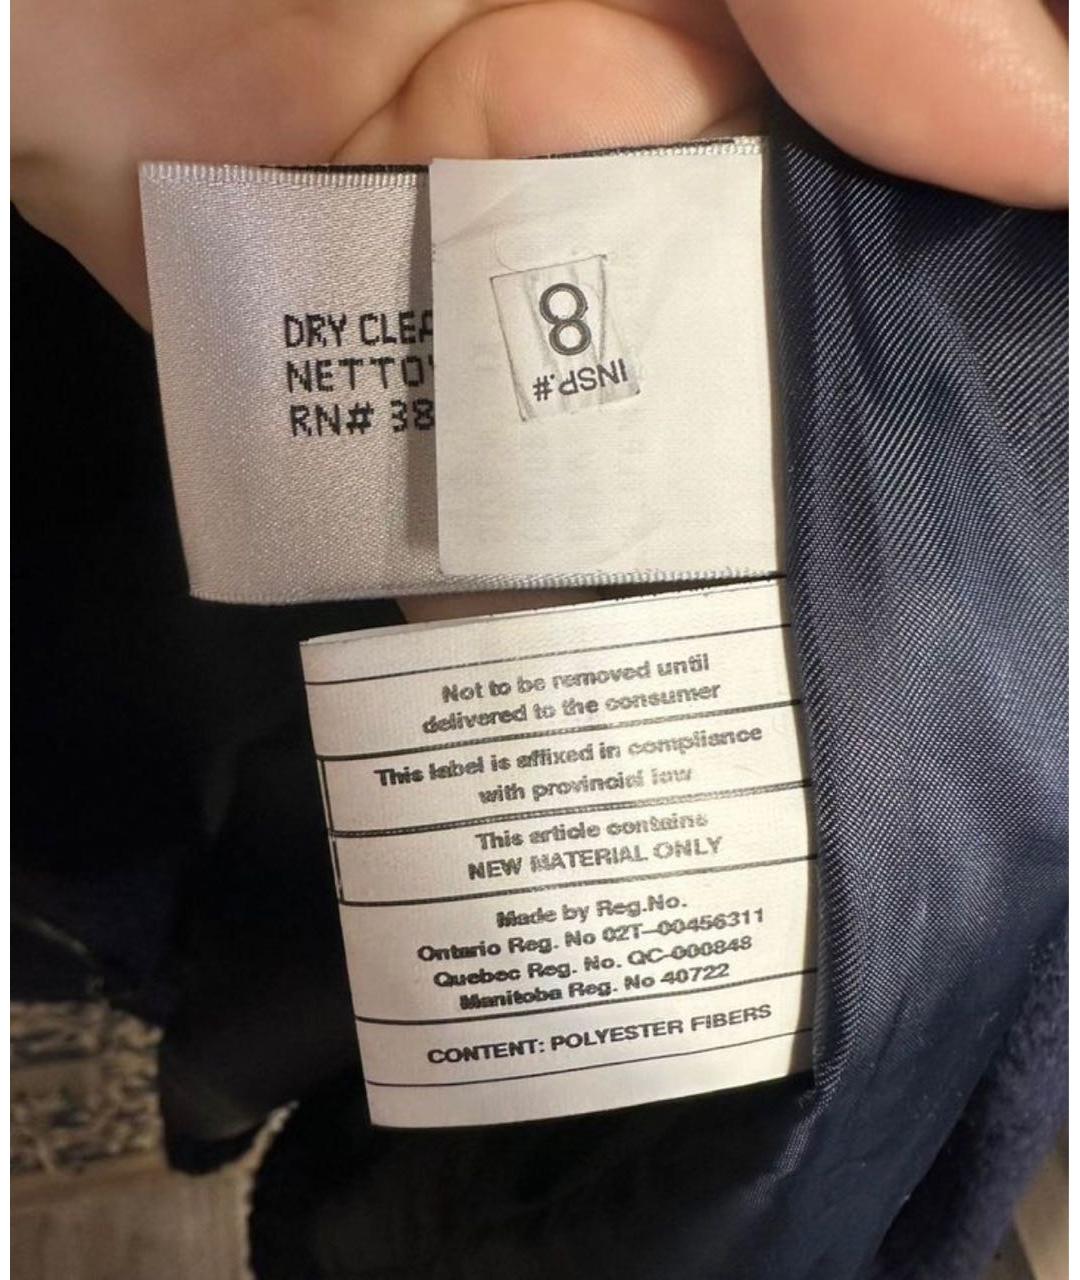 DRY CLEA
NETTOY
RN# 38
8
INSP.#
Not to be removed until
delivered to the consumer
This label is affixed in compliance
with provincial law
This article contains
NEW MATERIAL ONLY
Made by Reg.No.
Ontario Reg. No 02T-00456311
Quebec Reg. No. QC-000848
Manitoba Reg. No 40722
CONTENT: POLYESTER FIBERS